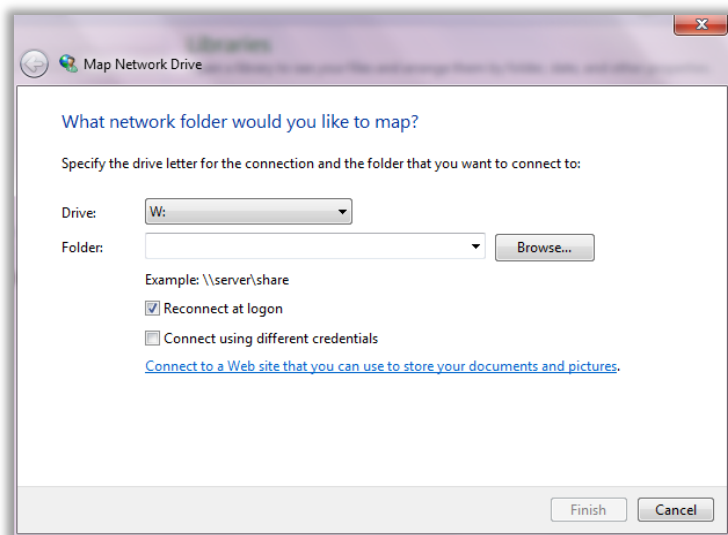 Libraries
Map Network Drive
What network folder would you like to map?
Specify the drive letter for the connection and the folder that you want to connect to:
Drive:
W:
Folder:
Browse...
Example: \\server\share
Reconnect at logon
Connect using different credentials
Connect to a Web site that you can use to store your documents and pictures.
Finish
Cancel